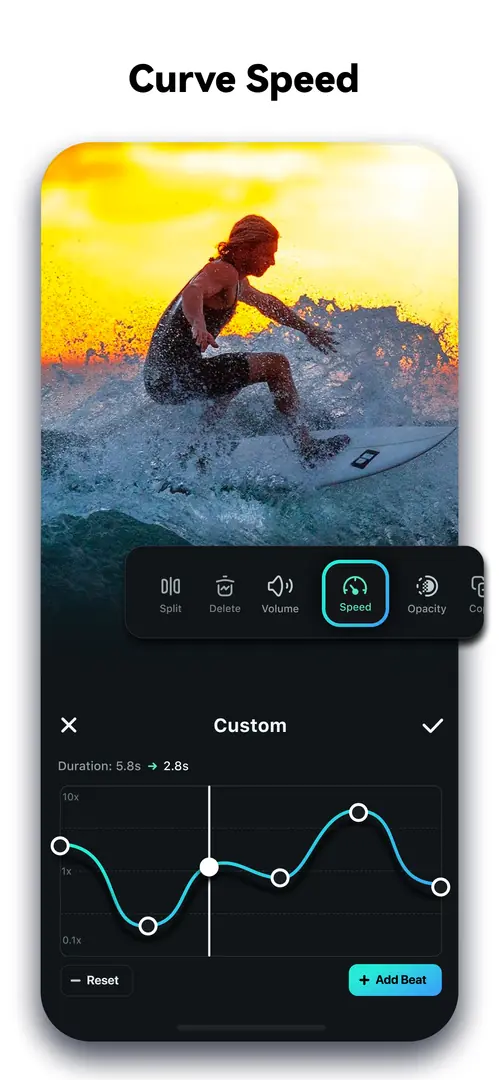 Curve Speed
Split
Delete
Volume
Speed
Opacity
Custom
Duration: 5.8s → 2.8s
10x
1x
0.1x
Reset
+ Add Beat